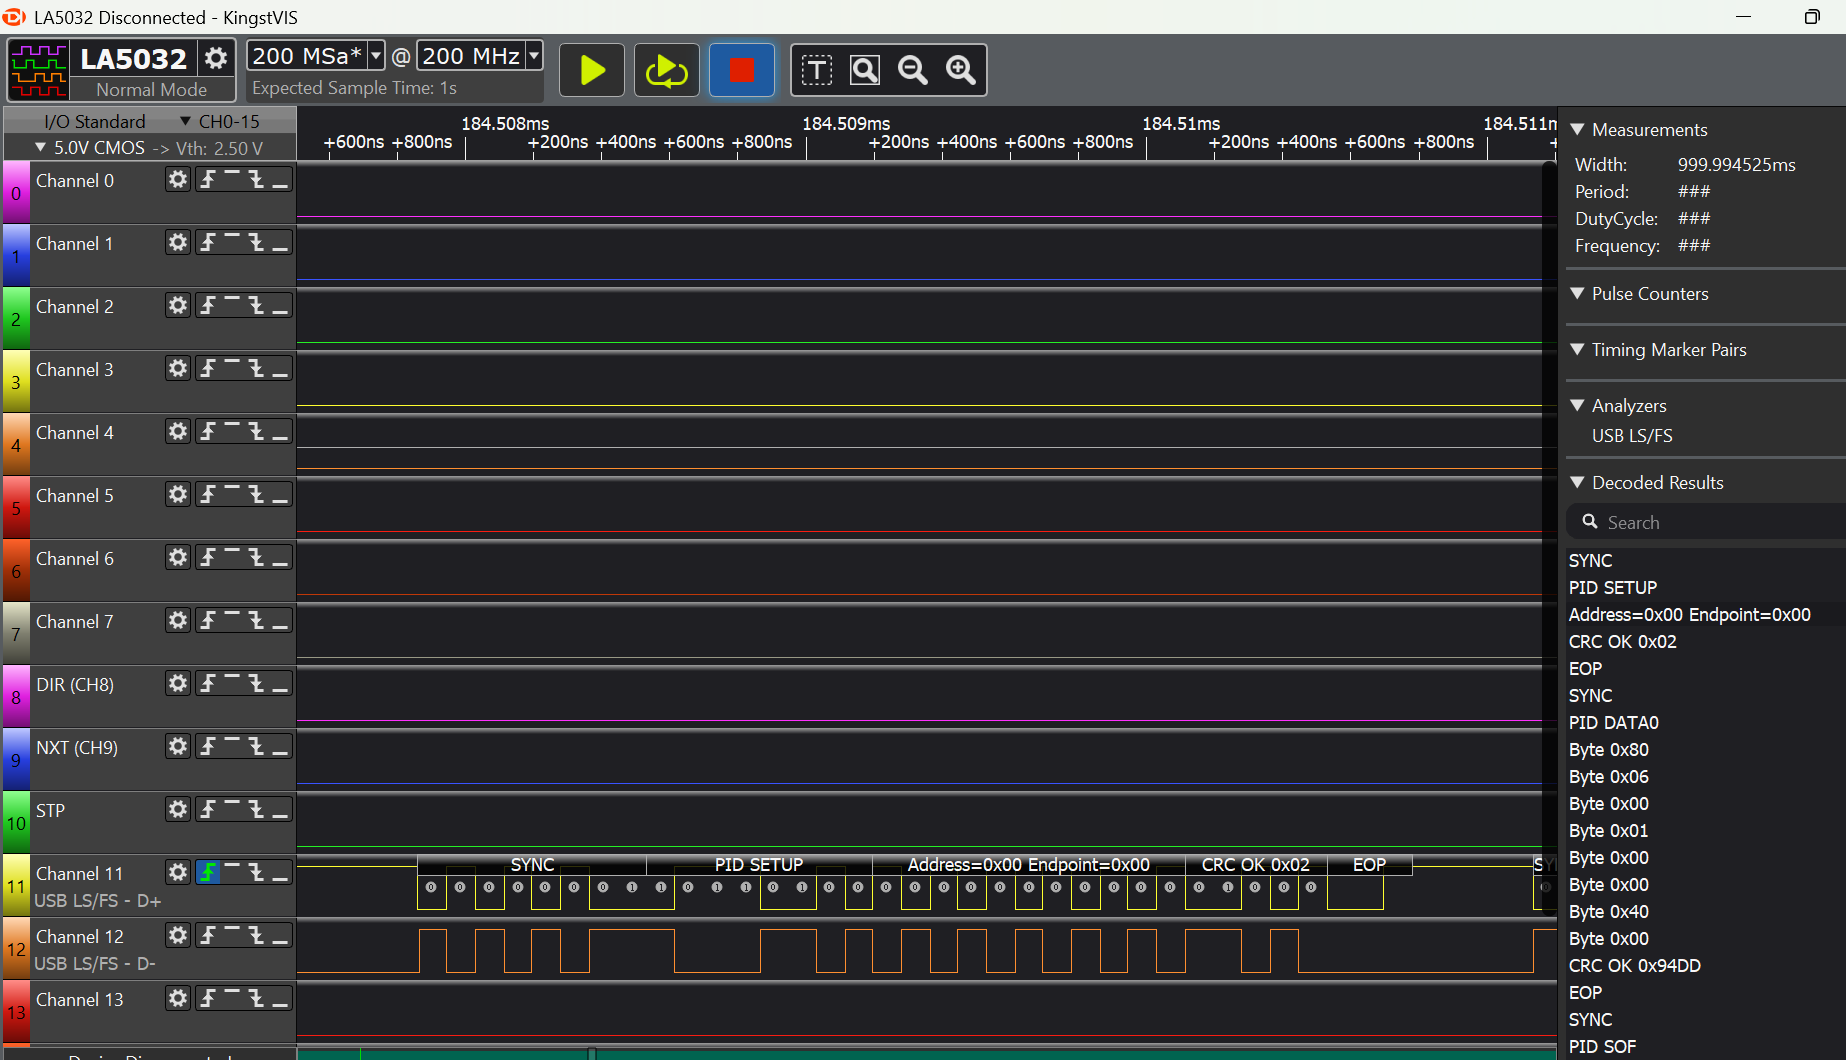 LA5032 Disconnected - KingstVIS
LA5032
Normal Mode
200 MSa* @ 200 MHz
Expected Sample Time: 1s
T
I/O Standard CH0-15
5.0V CMOS -> Vth: 2.50 V
184.508ms 184.509ms 184.51ms
+600ns +800ns +200ns +400ns +600ns +800ns +200ns +400ns +600ns +800ns +200ns +400ns +600ns +800ns
0 Channel 0
1 Channel 1
2 Channel 2
3 Channel 3
4 Channel 4
5 Channel 5
6 Channel 6
7 Channel 7
8 DIR (CH8)
9 NXT (CH9)
10 STP
11 Channel 11
USB LS/FS - D+
SYNC PID SETUP Address=0x00 Endpoint=0x00 CRC OK 0x02 EOP
0 0 0 0 0 0 0 1 1 0 1 1 0 1 0 0 0 0 0 0 0 0 0 0 0 0 0 0 1 0 0 0
12 Channel 12
USB LS/FS - D-
13 Channel 13
Measurements
Width: 999.994525ms
Period: ###
DutyCycle: ###
Frequency: ###
Pulse Counters
Timing Marker Pairs
Analyzers
USB LS/FS
Decoded Results
Search
SYNC
PID SETUP
Address=0x00 Endpoint=0x00
CRC OK 0x02
EOP
SYNC
PID DATA0
Byte 0x80
Byte 0x06
Byte 0x00
Byte 0x01
Byte 0x00
Byte 0x00
Byte 0x40
Byte 0x00
CRC OK 0x94DD
EOP
SYNC
PID SOF